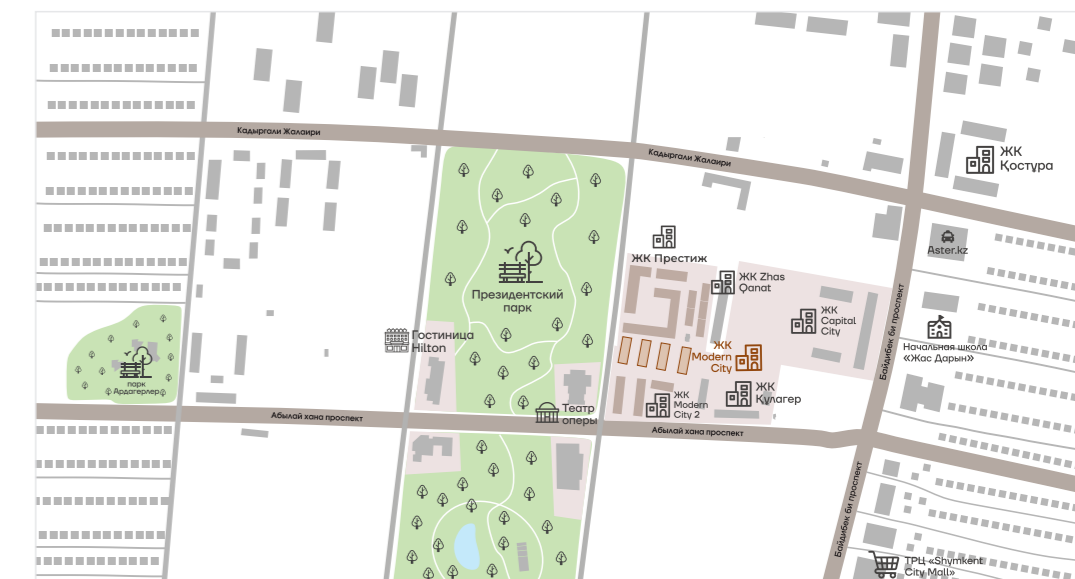 Кадыргали Жалаири
Кадыргали Жалаири
ЖК
Қостұра
Aster.kz
ЖК Престиж
ЖК Zhas
Qanat
Президентский
парк
ЖК
Capital
City
Байдибек би проспект
Гостиница
Hilton
ЖК
Modern
City
Начальная школа
«Жас Дарын»
парк
Ардагерлер
ЖК
Құлагер
ЖК
Modern
City 2
Театр
оперы
Абылай хана проспект
Абылай хана проспект
Байдибек би проспект
ТРЦ «Shymkent
City Mall»